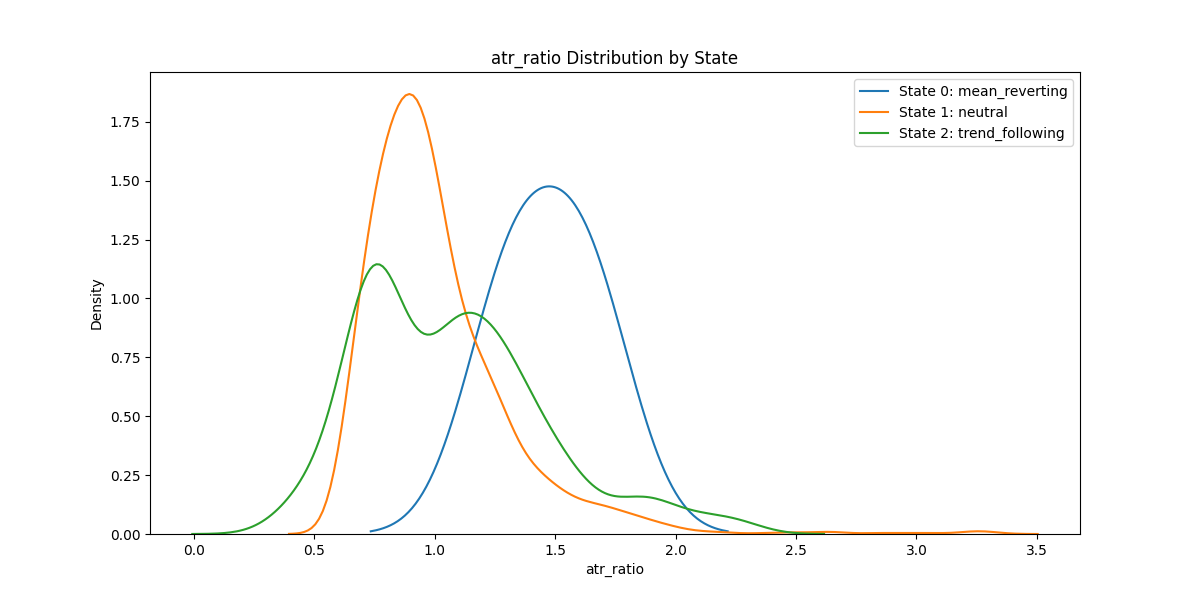 atr_ratio Distribution by State
State 0: mean_reverting
State 1: neutral
State 2: trend_following
Density
1.75
1.50
1.25
1.00
0.75
0.50
0.25
0.00
0.0 0.5 1.0 1.5 2.0 2.5 3.0 3.5
atr_ratio